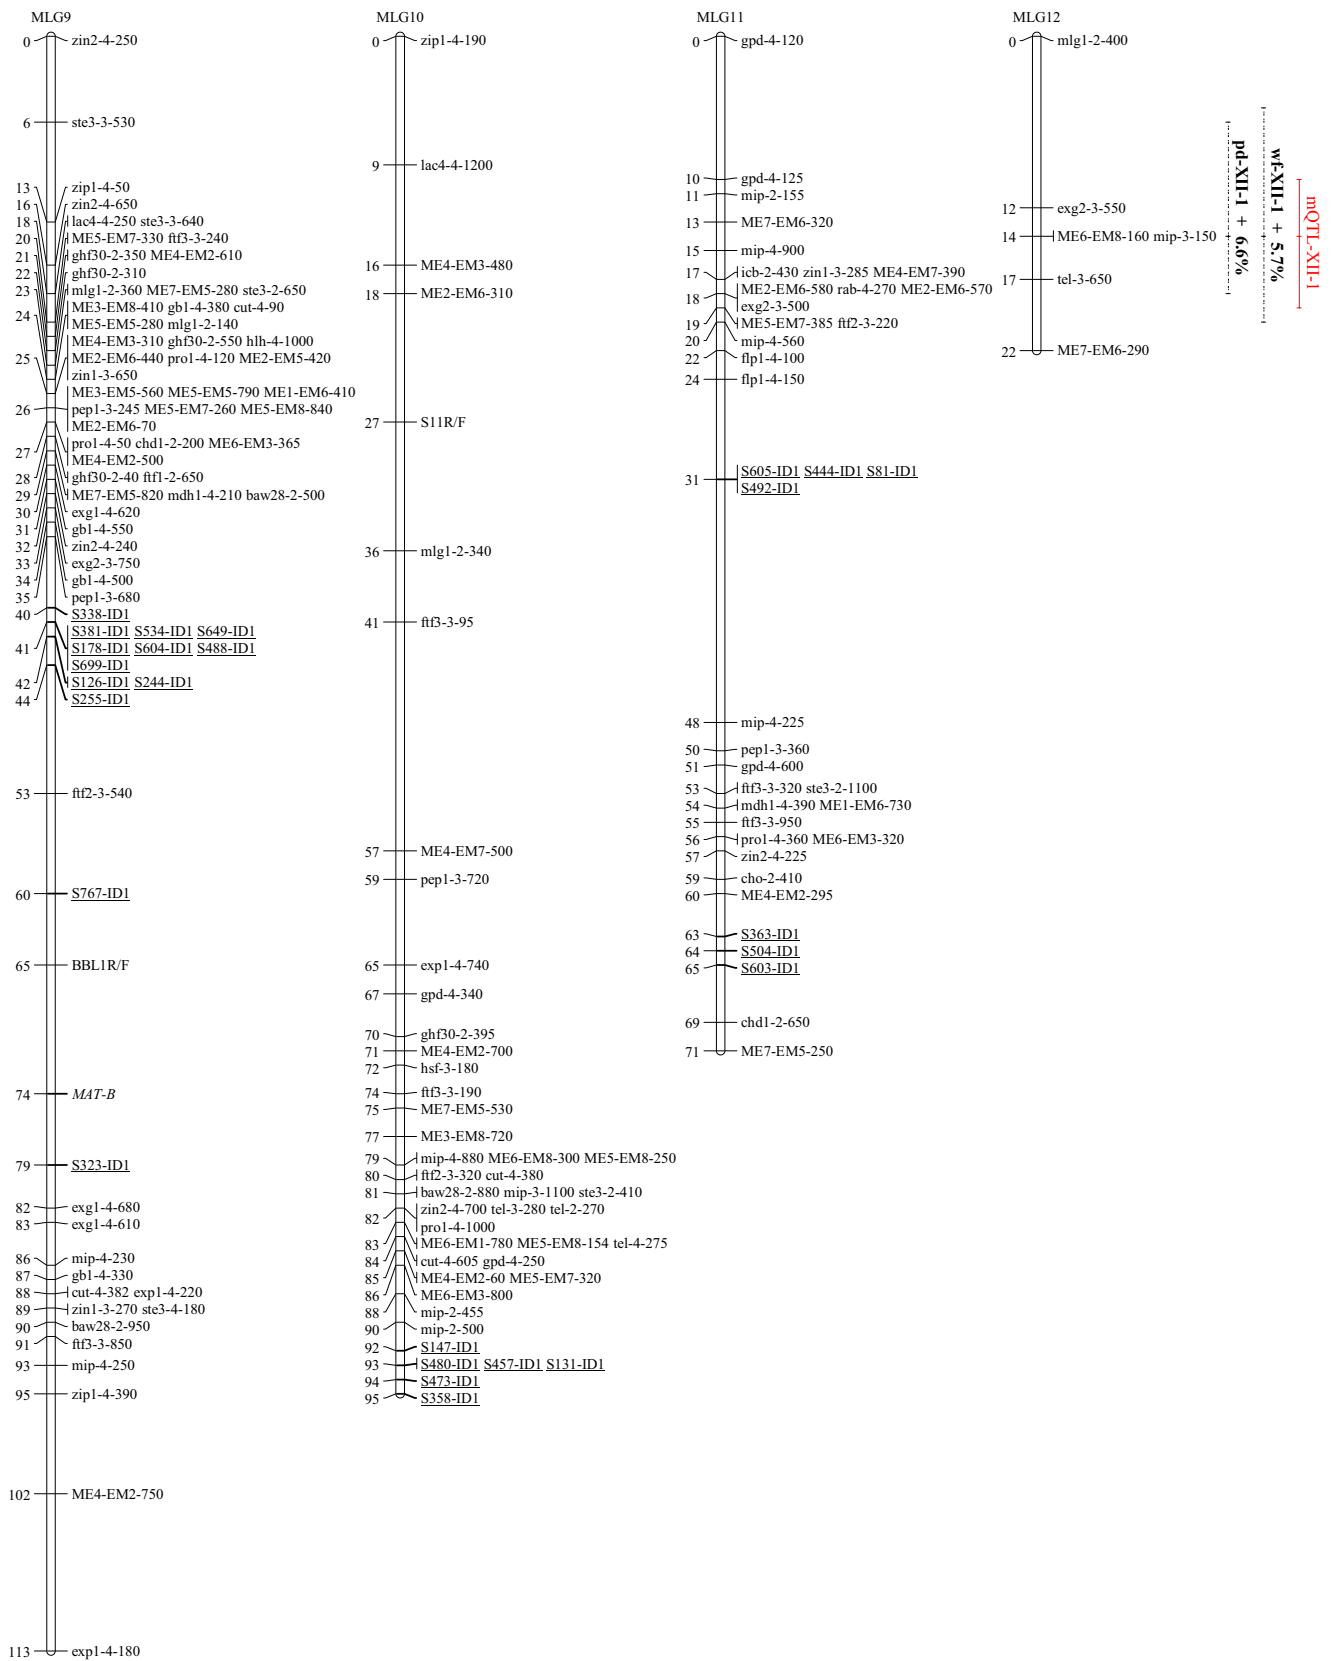 MLG9
0 zin2-4-250
6 ste3-3-530
13 zip1-4-50
16 zin2-4-650
18 lac4-4-250 ste3-3-640
20 ME5-EM7-330 ftf3-3-240
21 ghf30-2-350 ME4-EM2-610
22 ghf30-2-310
23 mlg1-2-360 ME7-EM5-280 ste3-2-650
24 ME3-EM8-410 gb1-4-380 cut-4-90
ME5-EM5-280 mlg1-2-140
25 ME4-EM3-310 ghf30-2-550 hlh-4-1000
ME2-EM6-440 pro1-4-120 ME2-EM5-420
zin1-3-650
26 ME3-EM5-560 ME5-EM5-790 ME1-EM6-410
pep1-3-245 ME5-EM7-260 ME5-EM8-840
ME2-EM6-70
27 pro1-4-50 chd1-2-200 ME6-EM3-365
ME4-EM2-500
28 ghf30-2-40 ftf1-2-650
29 ME7-EM5-820 mdh1-4-210 baw28-2-500
30 exg1-4-620
31 gb1-4-550
32 zin2-4-240
33 exg2-3-750
34 gb1-4-500
35 pep1-3-680
40 S338-ID1
41 S381-ID1 S534-ID1 S649-ID1
S178-ID1 S604-ID1 S488-ID1
S699-ID1
42 S126-ID1 S244-ID1
44 S255-ID1
53 ftf2-3-540
60 S767-ID1
65 BBL1R/F
74 MAT-B
79 S323-ID1
82 exg1-4-680
83 exg1-4-610
86 mip-4-230
87 gb1-4-330
88 cut-4-382 exp1-4-220
89 zin1-3-270 ste3-4-180
90 baw28-2-950
91 ftf3-3-850
93 mip-4-250
95 zip1-4-390
102 ME4-EM2-750
113 exp1-4-180
MLG10
0 zip1-4-190
9 lac4-4-1200
16 ME4-EM3-480
18 ME2-EM6-310
27 S11R/F
36 mlg1-2-340
41 ftf3-3-95
57 ME4-EM7-500
59 pep1-3-720
65 exp1-4-740
67 gpd-4-340
70 ghf30-2-395
71 ME4-EM2-700
72 hsf-3-180
74 ftf3-3-190
75 ME7-EM5-530
77 ME3-EM8-720
79 mip-4-880 ME6-EM8-300 ME5-EM8-250
80 ftf2-3-320 cut-4-380
81 baw28-2-880 mip-3-1100 ste3-2-410
82 zin2-4-700 tel-3-280 tel-2-270
pro1-4-1000
83 ME6-EM1-780 ME5-EM8-154 tel-4-275
84 cut-4-605 gpd-4-250
85 ME4-EM2-60 ME5-EM7-320
86 ME6-EM3-800
88 mip-2-455
90 mip-2-500
92 S147-ID1
93 S480-ID1 S457-ID1 S131-ID1
94 S473-ID1
95 S358-ID1
MLG11
0 gpd-4-120
10 gpd-4-125
11 mip-2-155
13 ME7-EM6-320
15 mip-4-900
17 icb-2-430 zin1-3-285 ME4-EM7-390
18 ME2-EM6-580 rab-4-270 ME2-EM6-570
exg2-3-500
19 ME5-EM7-385 ftf2-3-220
20 mip-4-560
22 flp1-4-100
24 flp1-4-150
31 S605-ID1 S444-ID1 S81-ID1
S492-ID1
48 mip-4-225
50 pep1-3-360
51 gpd-4-600
53 ftf3-3-320 ste3-2-1100
54 mdh1-4-390 ME1-EM6-730
55 ftf3-3-950
56 pro1-4-360 ME6-EM3-320
57 zin2-4-225
59 cho-2-410
60 ME4-EM2-295
63 S363-ID1
64 S504-ID1
65 S603-ID1
69 chd1-2-650
71 ME7-EM5-250
MLG12
0 mlg1-2-400
12 exg2-3-550
14 ME6-EM8-160 mip-3-150
17 tel-3-650
22 ME7-EM6-290
pd-XII-1 + 6.6%
wf-XII-1 + 5.7%
mQTL-XII-1